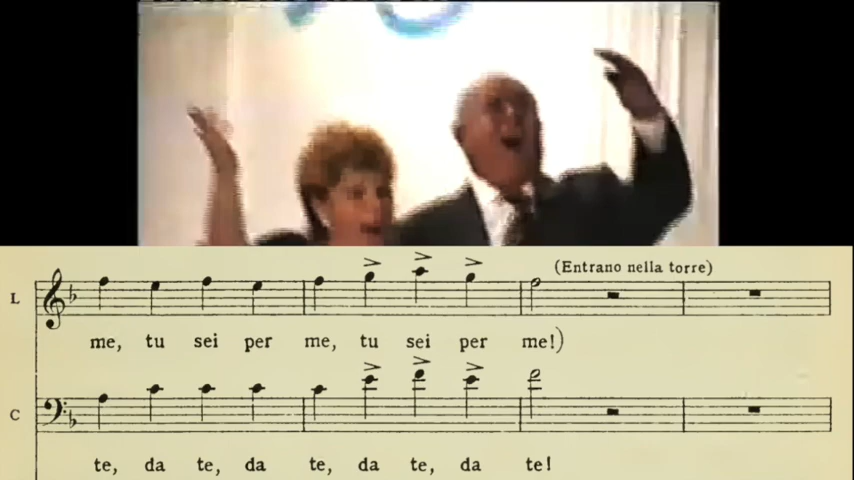 (Entrano nella torre)
L
me, tu sei per me, tu sei per me!)
C
te, da te, da te, da te, da te!